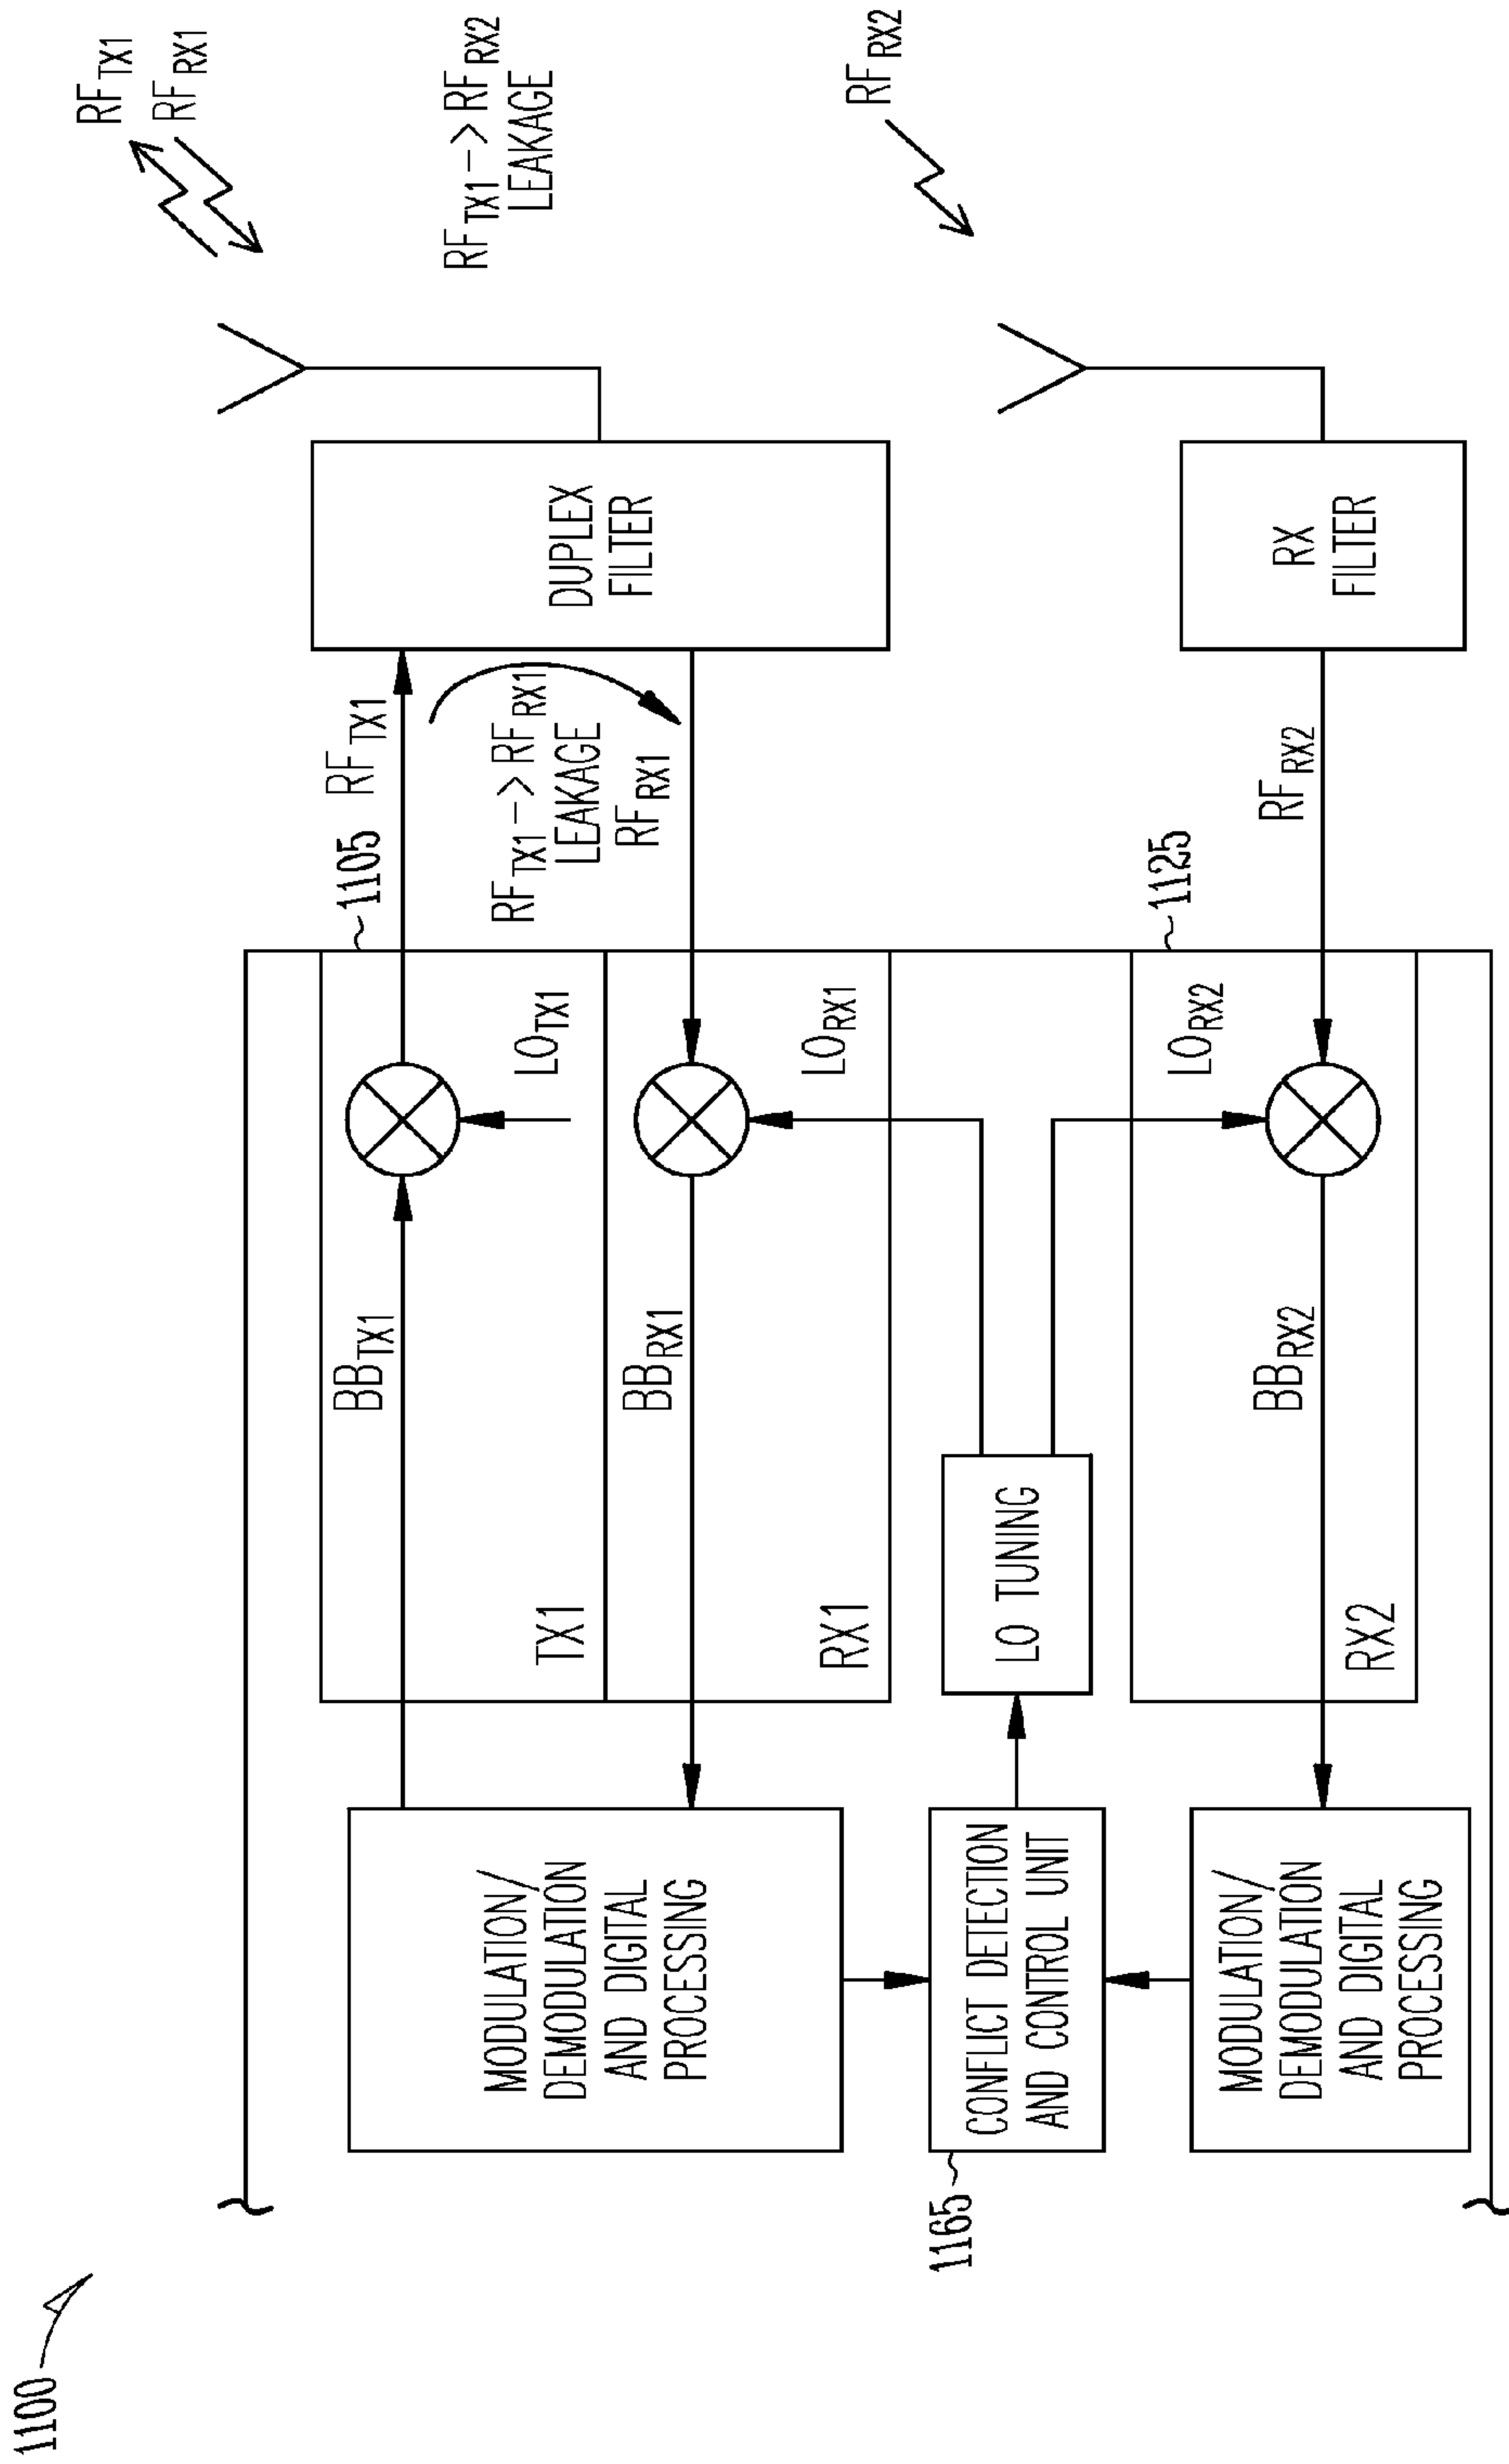 1100
MODULATION/
DEMODULATION
AND DIGITAL
PROCESSING
BB_TX1
TX1
LO_TX1
1105
RF_TX1
BB_RX1
RX1
LO_RX1
RF_TX1->RF_RX1
LEAKAGE
RF_RX1
DUPLEX
FILTER
RF_TX1
RF_RX1
RF_TX1->RF_RX2
LEAKAGE
1165
CONFLICT DETECTION
AND CONTROL UNIT
LO TUNING
MODULATION/
DEMODULATION
AND DIGITAL
PROCESSING
BB_RX2
RX2
LO_RX2
1125
RF_RX2
RX
FILTER
RF_RX2